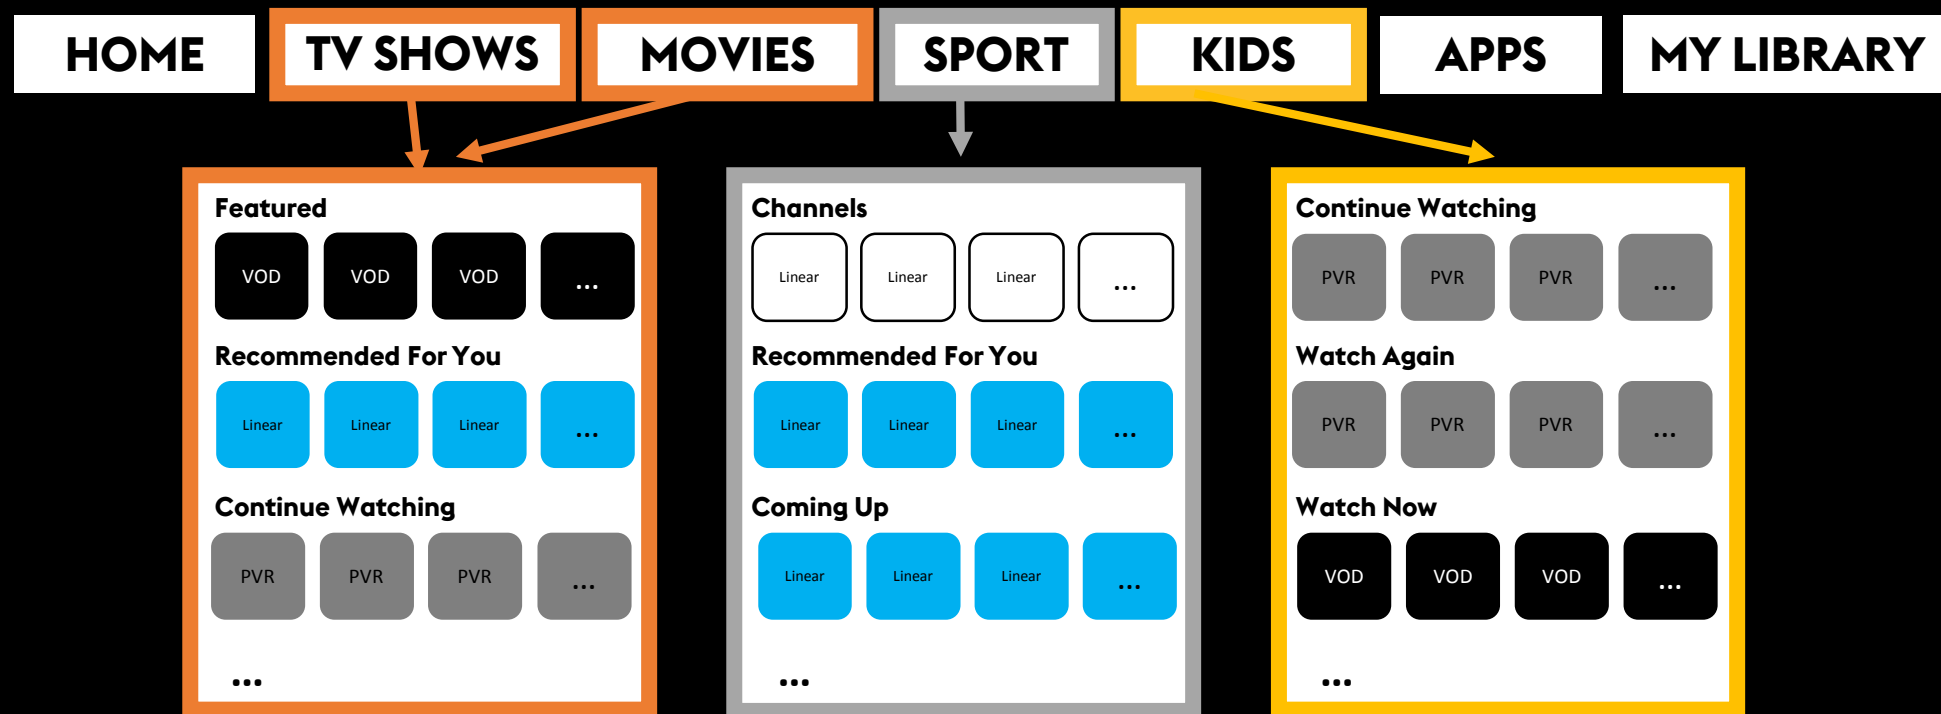 HOME TV SHOWS MOVIES SPORT KIDS APPS MY LIBRARY
Featured
VOD VOD VOD ...
Recommended For You
Linear Linear Linear ...
Continue Watching
PVR PVR PVR ...
...
Channels
Linear Linear Linear ...
Recommended For You
Linear Linear Linear ...
Coming Up
Linear Linear Linear ...
...
Continue Watching
PVR PVR PVR ...
Watch Again
PVR PVR PVR ...
Watch Now
VOD VOD VOD ...
...